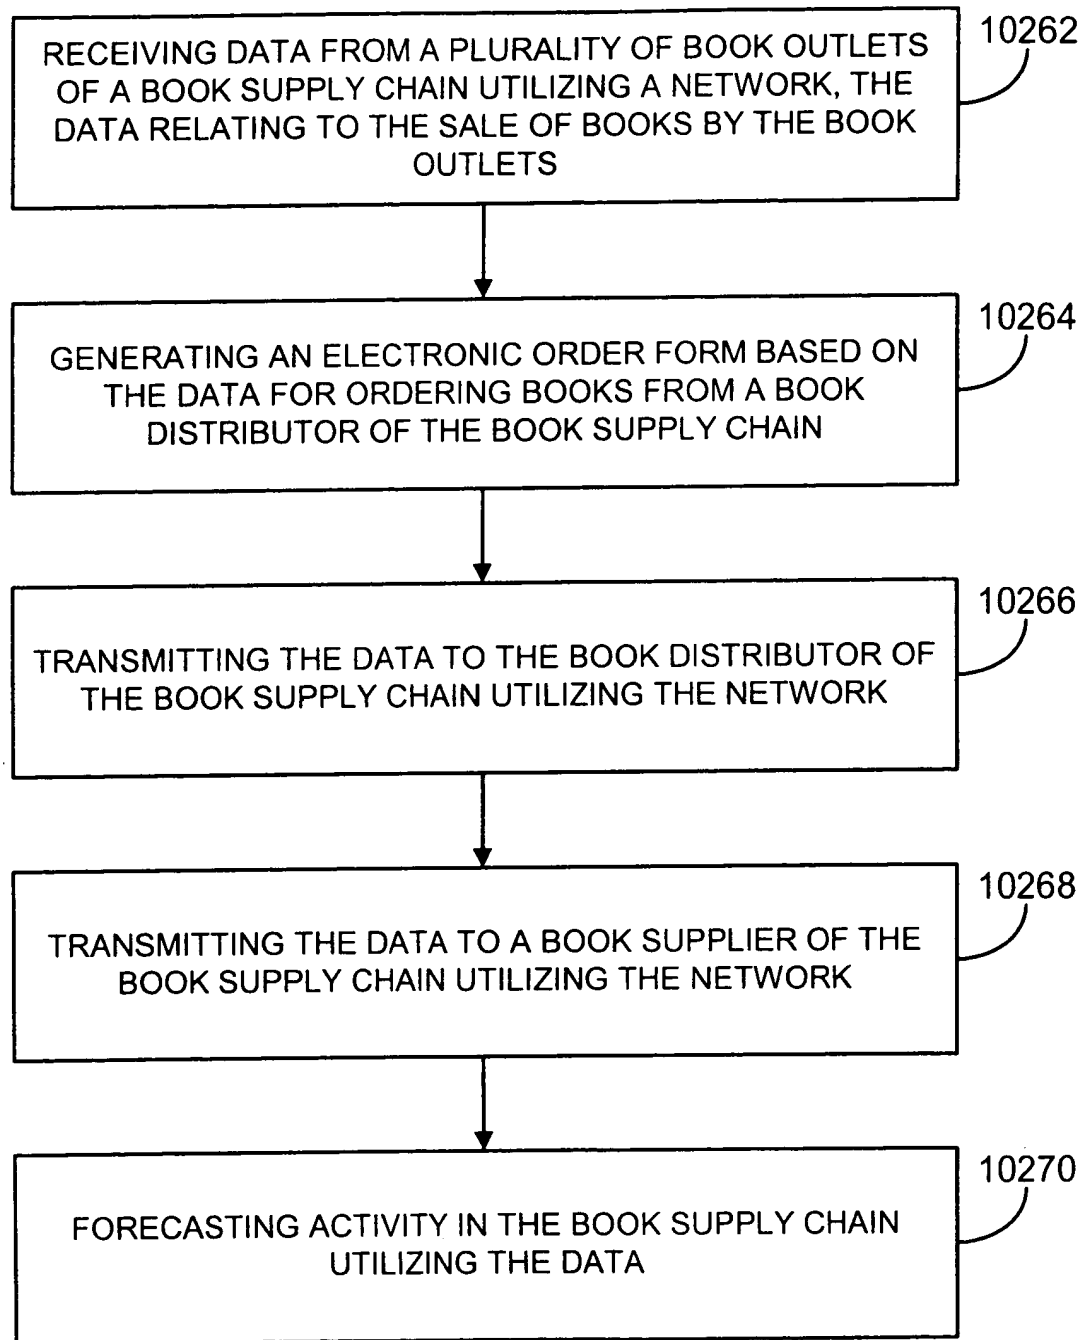 10262
RECEIVING DATA FROM A PLURALITY OF BOOK OUTLETS
OF A BOOK SUPPLY CHAIN UTILIZING A NETWORK, THE
DATA RELATING TO THE SALE OF BOOKS BY THE BOOK
OUTLETS
10264
GENERATING AN ELECTRONIC ORDER FORM BASED ON
THE DATA FOR ORDERING BOOKS FROM A BOOK
DISTRIBUTOR OF THE BOOK SUPPLY CHAIN
10266
TRANSMITTING THE DATA TO THE BOOK DISTRIBUTOR OF
THE BOOK SUPPLY CHAIN UTILIZING THE NETWORK
10268
TRANSMITTING THE DATA TO A BOOK SUPPLIER OF THE
BOOK SUPPLY CHAIN UTILIZING THE NETWORK
10270
FORECASTING ACTIVITY IN THE BOOK SUPPLY CHAIN
UTILIZING THE DATA